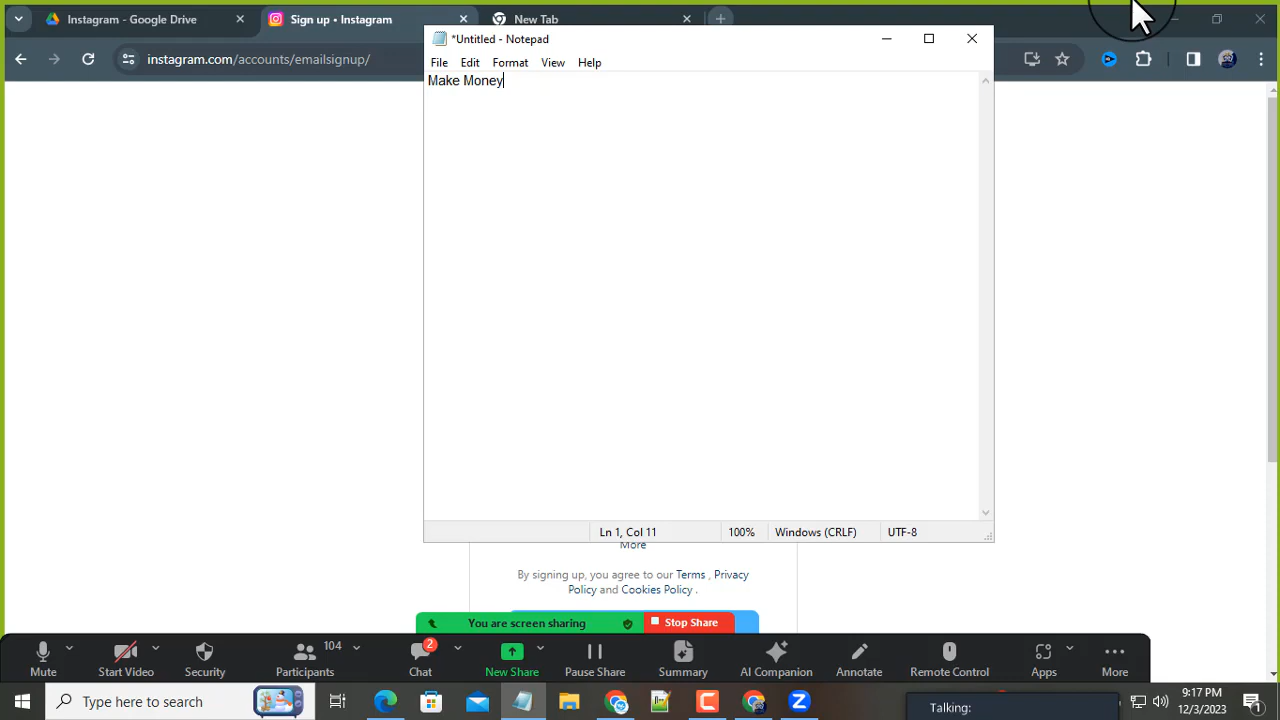 Instagram - Google Drive
Sign up • Instagram
New Tab
instagram.com/accounts/emailsignup/
*Untitled - Notepad
File Edit Format View Help
Make Money
Ln 1, Col 11 100% Windows (CRLF) UTF-8
More
By signing up, you agree to our Terms , Privacy
Policy and Cookies Policy .
You are screen sharing
Stop Share
104
2
Mute Start Video Security Participants Chat New Share Pause Share Summary AI Companion Annotate Remote Control Apps More
Type here to search
Talking:
9:17 PM
12/3/2023
1